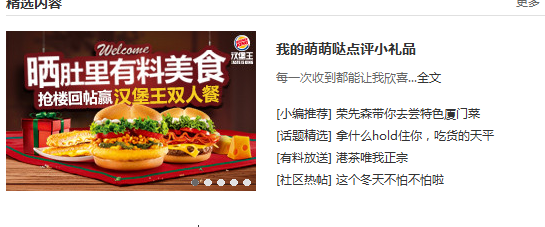 精选内容
更多
Welcome
晒肚里有料美食
抢楼回帖赢汉堡王双人餐
BURGER KING
汉堡王
TASTE IS KING
我的萌萌哒点评小礼品
每一次收到都能让我欣喜...全文
[小编推荐] 荣先森带你去尝特色厦门菜
[话题精选] 拿什么hold住你，吃货的天平
[有料放送] 港茶唯我正宗
[社区热帖] 这个冬天不怕不怕啦